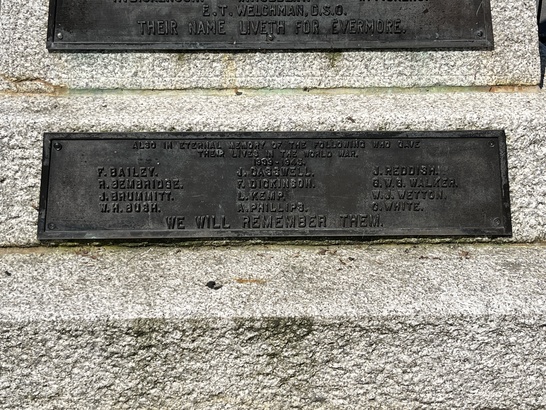 E.T. WELCHMAN, D.S.O.
THEIR NAME LIVETH FOR EVERMORE.
ALSO IN ETERNAL MEMORY OF THE FOLLOWING WHO GAVE
THEIR LIVES IN THE WORLD WAR,
1939-1945.
F. BAILEY. J. CASSWELL. J. REDDISH.
R. BEMBRIDGE. F. DICKINSON. G.W.G. WALKER.
J. BRUMMITT. L. KEMP. W.J. WETTON.
W.H. BUSH. A. PHILLIPS. C. WHITE.
WE WILL REMEMBER THEM.